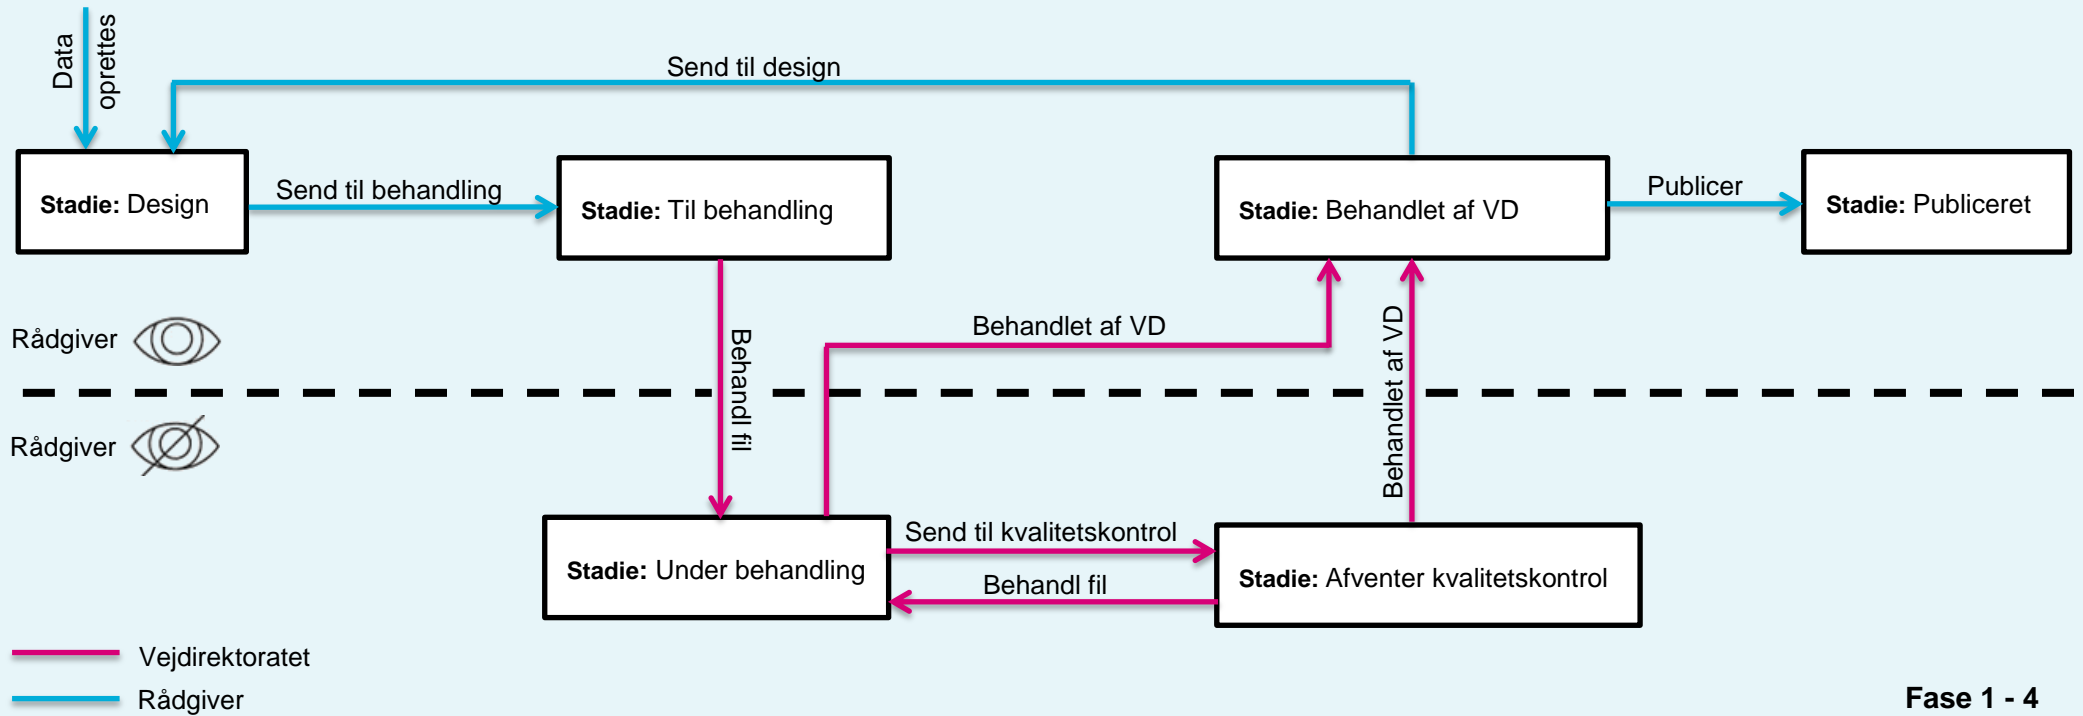 Data
oprettes
Send til design
Stadie: Design
Send til behandling
Stadie: Til behandling
Stadie: Behandlet af VD
Publicer
Stadie: Publiceret
Rådgiver
Behandl fil
Behandlet af VD
Behandlet af VD
Rådgiver
Stadie: Under behandling
Send til kvalitetskontrol
Behandl fil
Stadie: Afventer kvalitetskontrol
Vejdirektoratet
Rådgiver
Fase 1 - 4